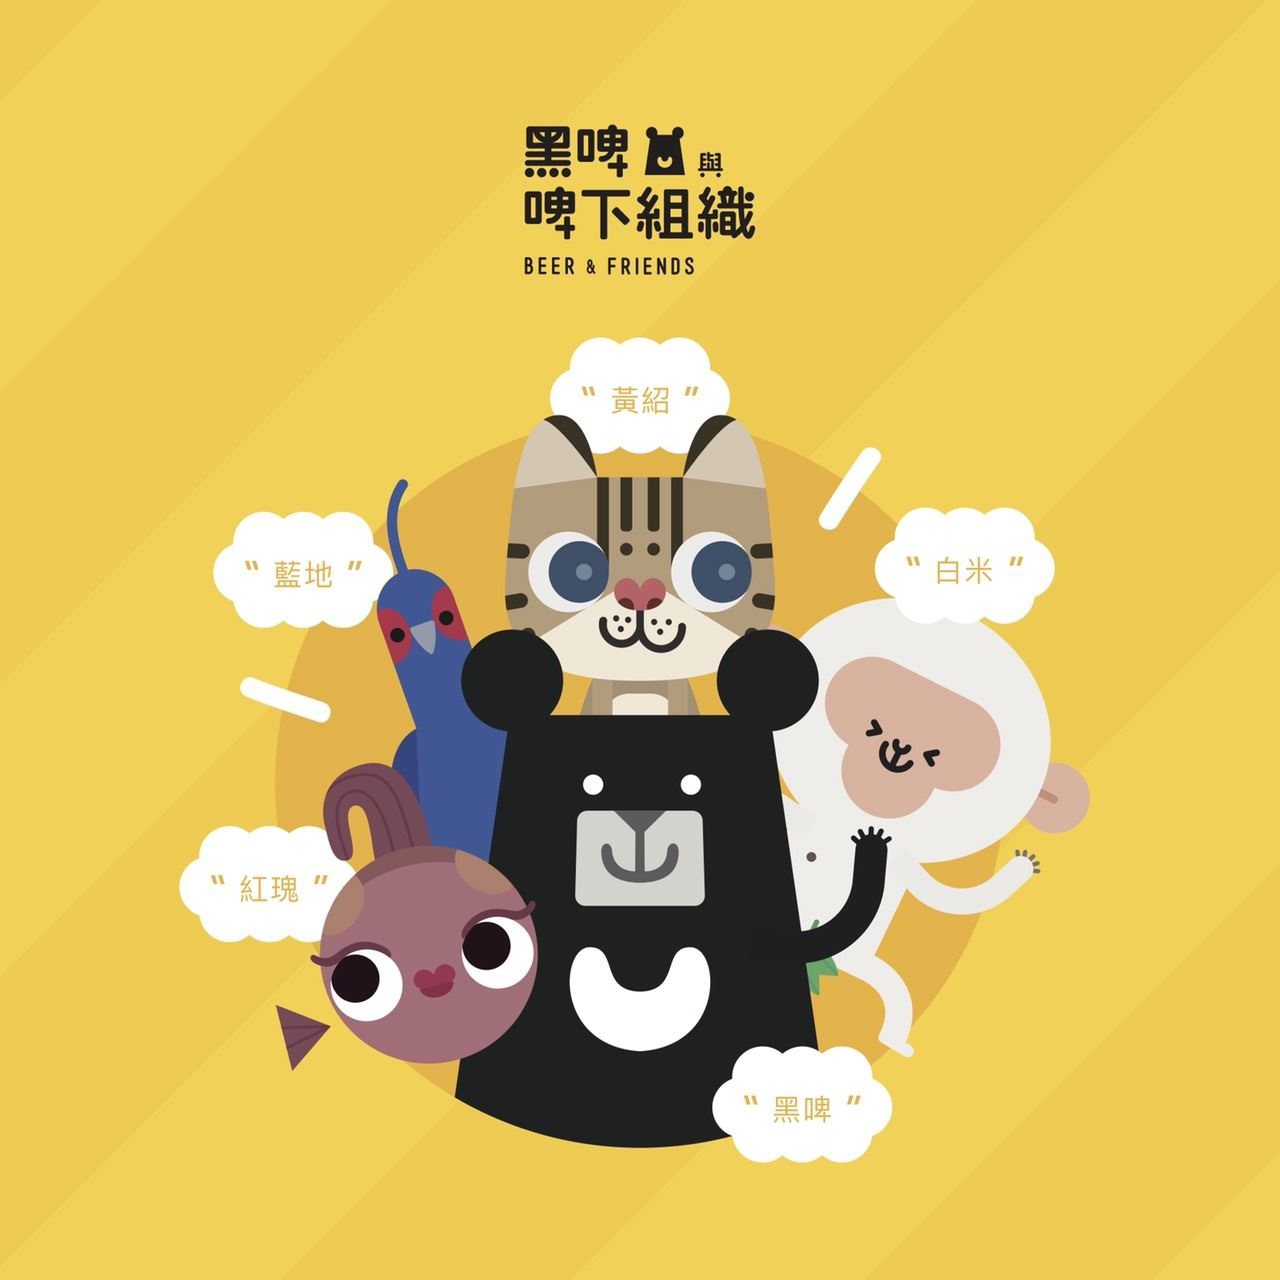 黑啤 與
啤下組織
BEER & FRIENDS
" 黃紹 "
" 藍地 "
" 白米 "
" 紅瑰 "
" 黑啤 "